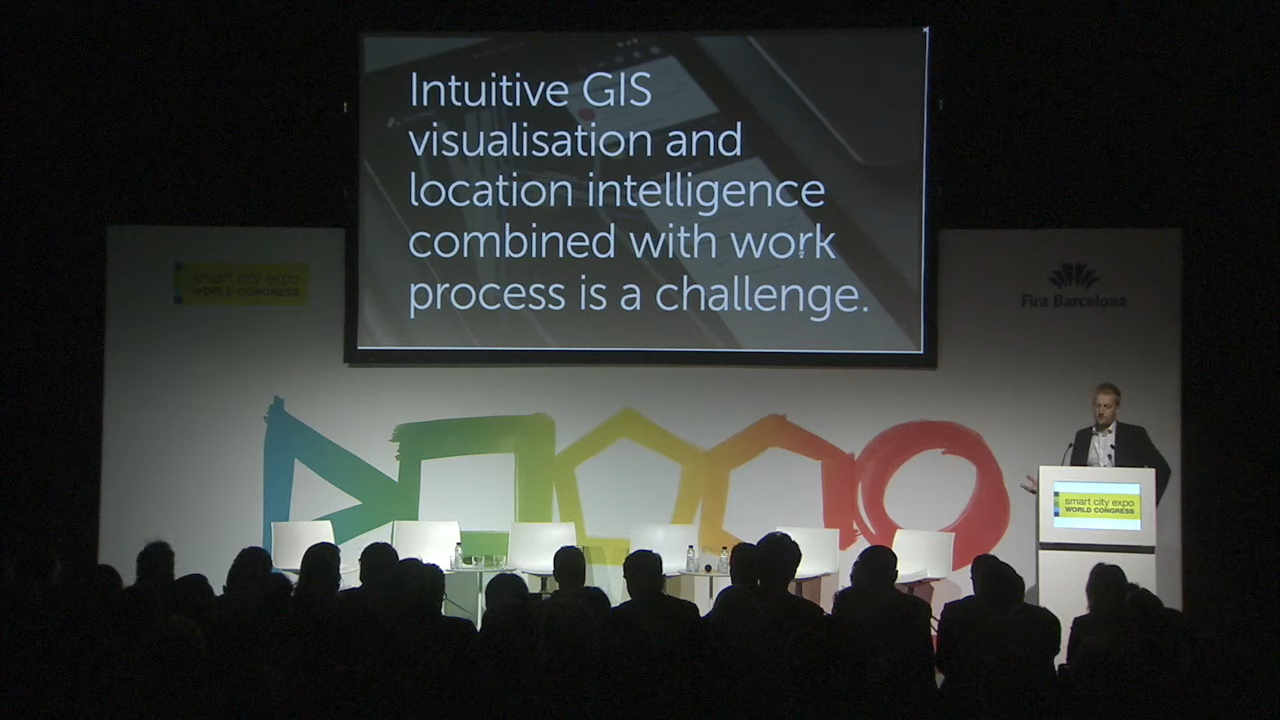 Intuitive GIS
visualisation and
location intelligence
combined with work
process is a challenge.
smart city expo
WORLD CONGRESS
Fira Barcelona
smart city expo
WORLD CONGRESS